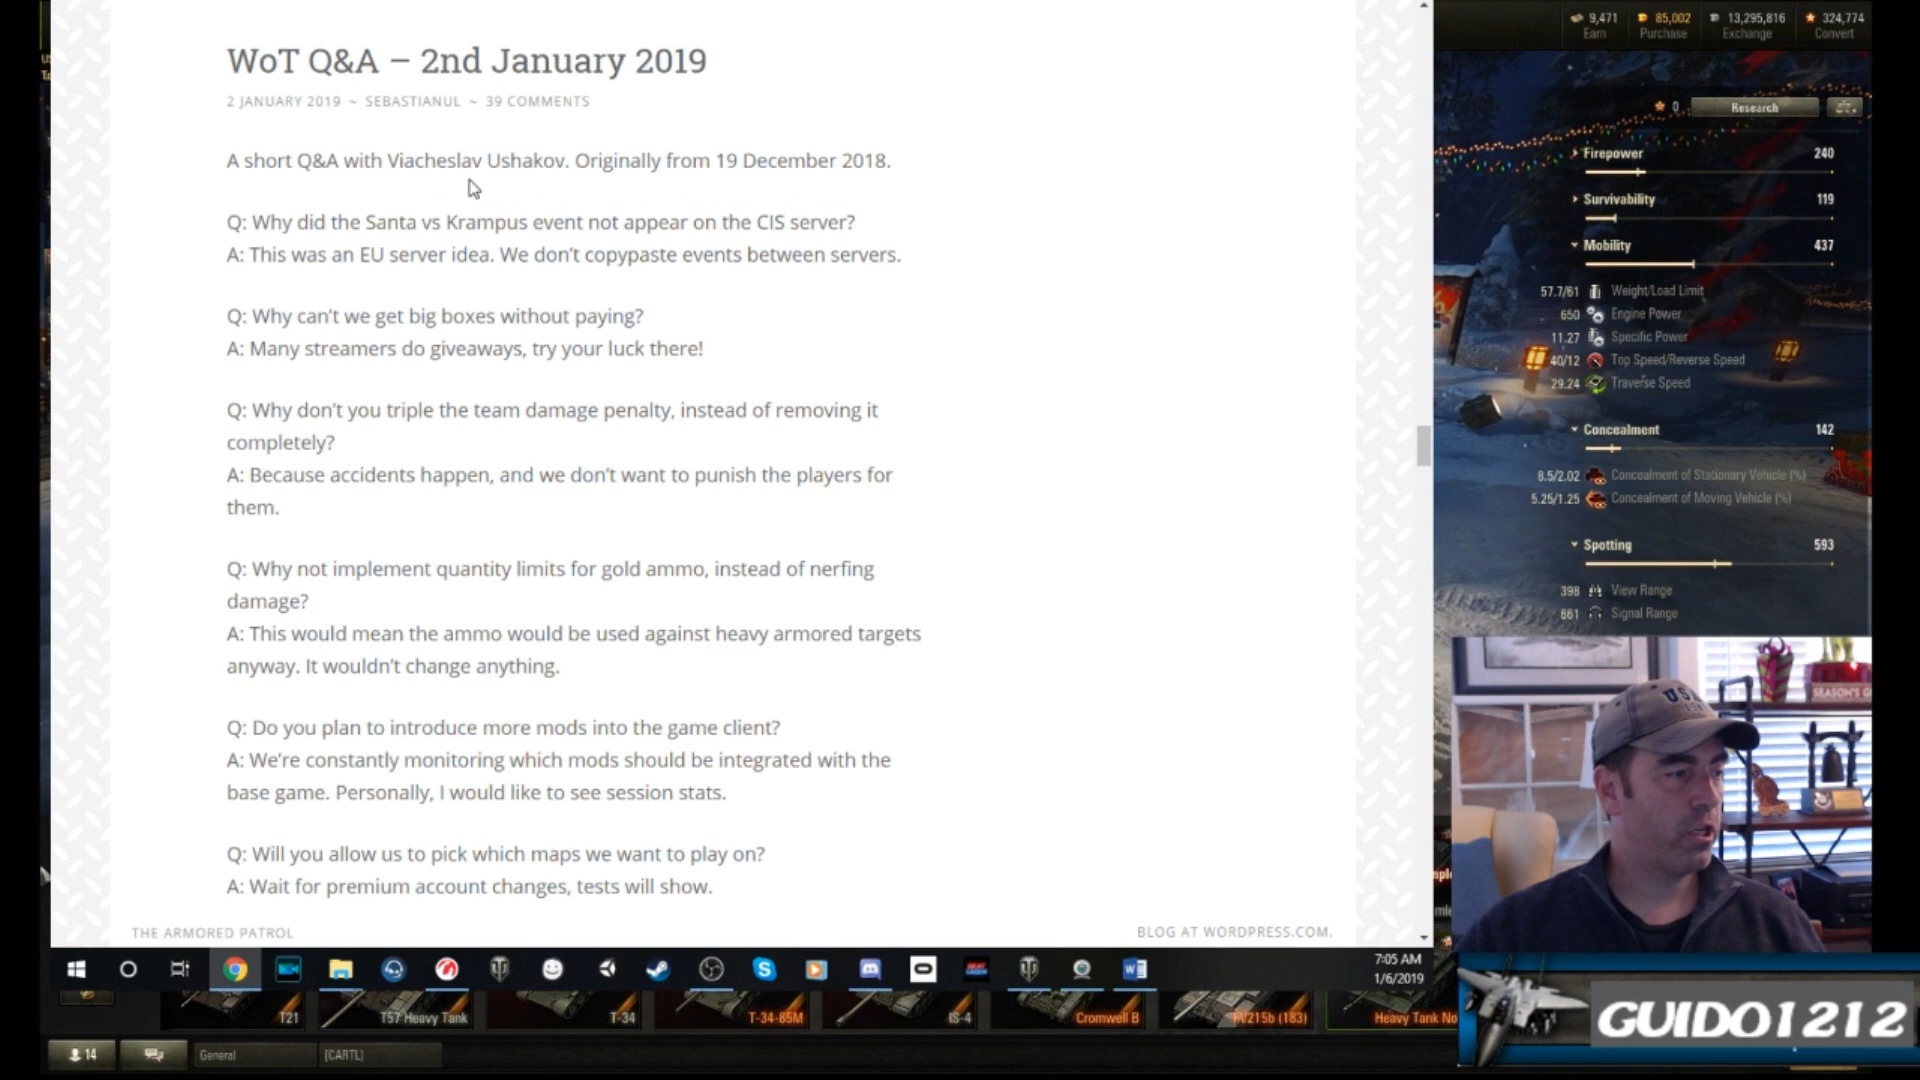 WoT Q&A – 2nd January 2019
2 JANUARY 2019 ~ SEBASTIANUL ~ 39 COMMENTS
A short Q&A with Viacheslav Ushakov. Originally from 19 December 2018.
Q: Why did the Santa vs Krampus event not appear on the CIS server?
A: This was an EU server idea. We don't copypaste events between servers.
Q: Why can't we get big boxes without paying?
A: Many streamers do giveaways, try your luck there!
Q: Why don't you triple the team damage penalty, instead of removing it
completely?
A: Because accidents happen, and we don't want to punish the players for
them.
Q: Why not implement quantity limits for gold ammo, instead of nerfing
damage?
A: This would mean the ammo would be used against heavy armored targets
anyway. It wouldn't change anything.
Q: Do you plan to introduce more mods into the game client?
A: We're constantly monitoring which mods should be integrated with the
base game. Personally, I would like to see session stats.
Q: Will you allow us to pick which maps we want to play on?
A: Wait for premium account changes, tests will show.
THE ARMORED PATROL
BLOG AT WORDPRESS.COM.
9,471 85,002 13,295,816 324,774
Earn Purchase Exchange Convert
0 Research
Firepower 240
Survivability 119
Mobility 437
57.7/61 Weight/Load Limit
650 Engine Power
11.27 Specific Power
40/12 Top Speed/Reverse Speed
29.24 Traverse Speed
Concealment 142
8.5/2.02 Concealment of Stationary Vehicle (%)
5.25/1.25 Concealment of Moving Vehicle (%)
Spotting 593
398 View Range
661 Signal Range
SEASON'S
7:05 AM
1/6/2019
T21 T57 Heavy Tank T-34 T-34-85M IS-4 Cromwell B FV215b (183) Heavy Tank No
14 General [CARTL]
GUIDO1212